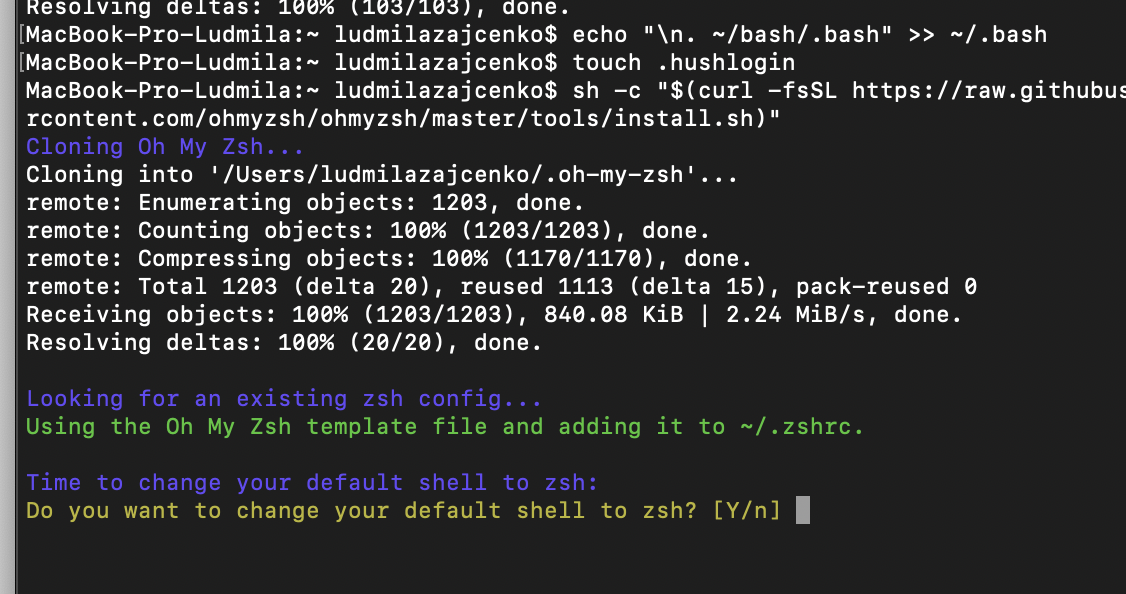 Resolving deltas: 100% (103/103), done.
[MacBook-Pro-Ludmila:~ ludmilazajcenko$ echo "\n. ~/bash/.bash" >> ~/.bash
[MacBook-Pro-Ludmila:~ ludmilazajcenko$ touch .hushlogin
MacBook-Pro-Ludmila:~ ludmilazajcenko$ sh -c "$(curl -fsSL https://raw.githubus
rcontent.com/ohmyzsh/ohmyzsh/master/tools/install.sh)"
Cloning Oh My Zsh...
Cloning into '/Users/ludmilazajcenko/.oh-my-zsh'...
remote: Enumerating objects: 1203, done.
remote: Counting objects: 100% (1203/1203), done.
remote: Compressing objects: 100% (1170/1170), done.
remote: Total 1203 (delta 20), reused 1113 (delta 15), pack-reused 0
Receiving objects: 100% (1203/1203), 840.08 KiB | 2.24 MiB/s, done.
Resolving deltas: 100% (20/20), done.
Looking for an existing zsh config...
Using the Oh My Zsh template file and adding it to ~/.zshrc.
Time to change your default shell to zsh:
Do you want to change your default shell to zsh? [Y/n]